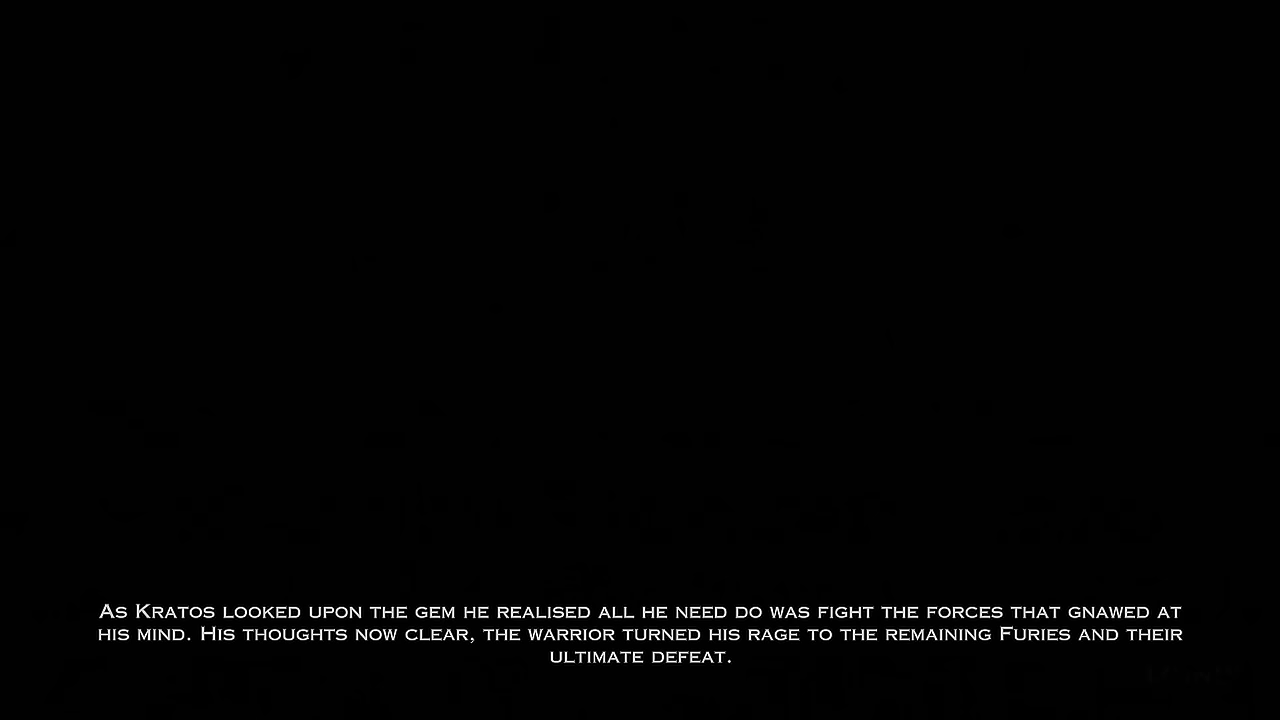 As Kratos looked upon the gem he realised all he need do was fight the forces that gnawed at
his mind. His thoughts now clear, the warrior turned his rage to the remaining Furies and their
ultimate defeat.